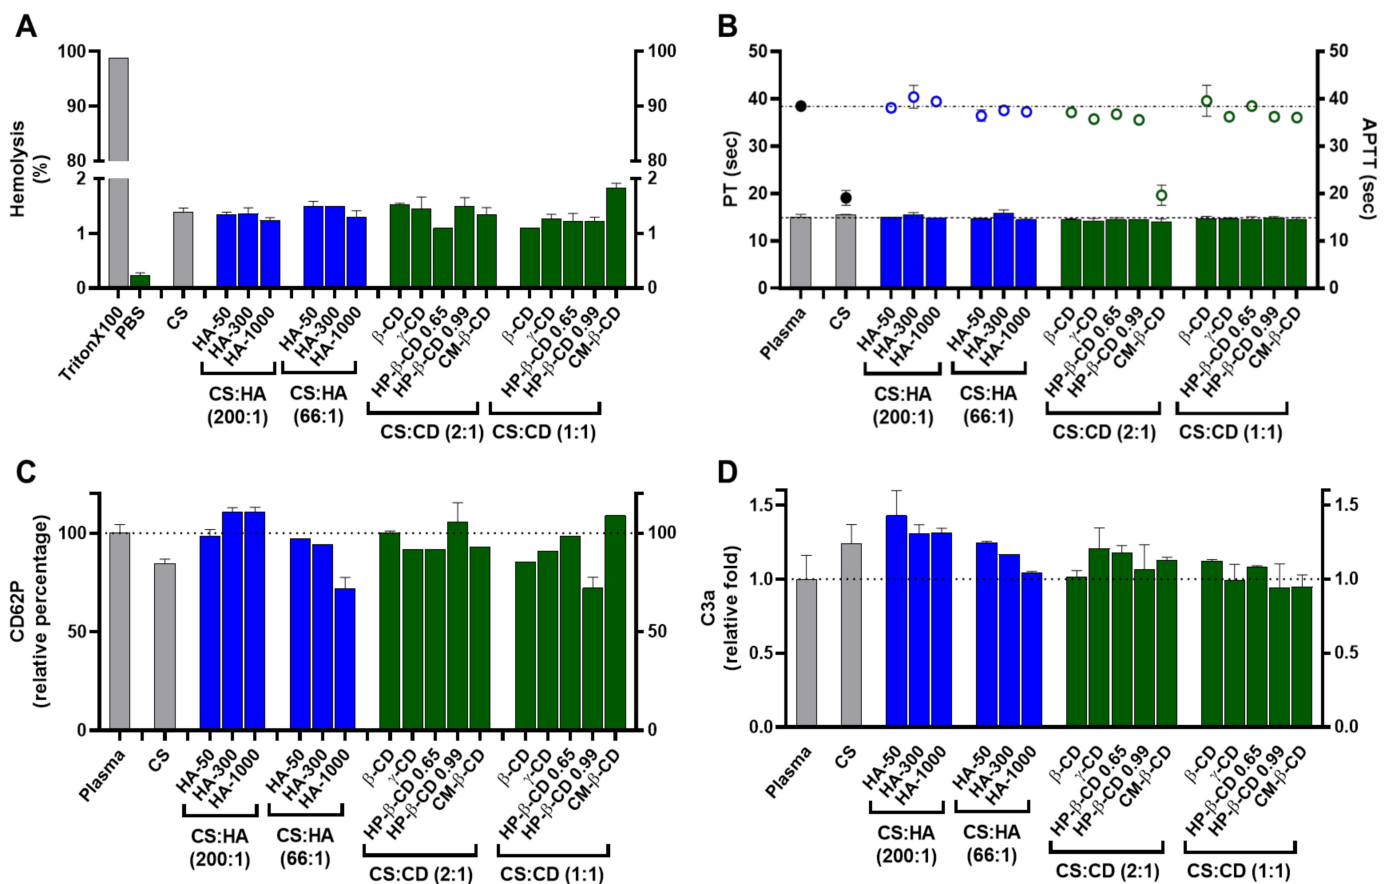 A
Hemolysis
(%)
100
90
80
2
1
0
100
90
80
2
1
0
TritonX100
PBS
CS
HA-50
HA-300
HA-1000
HA-50
HA-300
HA-1000
β-CD
γ-CD
HP-β-CD 0.65
HP-β-CD 0.99
CM-β-CD
β-CD
γ-CD
HP-β-CD 0.65
HP-β-CD 0.99
CM-β-CD
CS:HA
(200:1)
CS:HA
(66:1)
CS:CD (2:1)
CS:CD (1:1)
B
PT (sec)
50
40
30
20
10
0
50
40
30
20
10
0
APTT (sec)
Plasma
CS
HA-50
HA-300
HA-1000
HA-50
HA-300
HA-1000
β-CD
γ-CD
HP-β-CD 0.65
HP-β-CD 0.99
CM-β-CD
β-CD
γ-CD
HP-β-CD 0.65
HP-β-CD 0.99
CM-β-CD
CS:HA
(200:1)
CS:HA
(66:1)
CS:CD (2:1)
CS:CD (1:1)
C
CD62P
(relative percentage)
100
50
0
100
50
0
Plasma
CS
HA-50
HA-300
HA-1000
HA-50
HA-300
HA-1000
β-CD
γ-CD
HP-β-CD 0.65
HP-β-CD 0.99
CM-β-CD
β-CD
γ-CD
HP-β-CD 0.65
HP-β-CD 0.99
CM-β-CD
CS:HA
(200:1)
CS:HA
(66:1)
CS:CD (2:1)
CS:CD (1:1)
D
C3a
(relative fold)
1.5
1.0
0.5
0.0
1.5
1.0
0.5
0.0
Plasma
CS
HA-50
HA-300
HA-1000
HA-50
HA-300
HA-1000
β-CD
γ-CD
HP-β-CD 0.65
HP-β-CD 0.99
CM-β-CD
β-CD
γ-CD
HP-β-CD 0.65
HP-β-CD 0.99
CM-β-CD
CS:HA
(200:1)
CS:HA
(66:1)
CS:CD (2:1)
CS:CD (1:1)